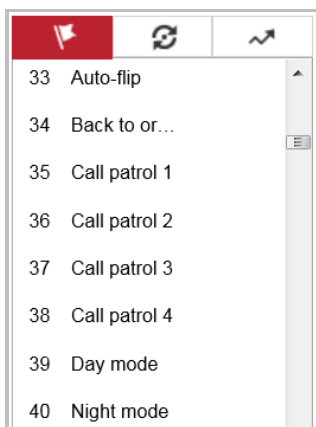 33 Auto-flip
34 Back to or...
35 Call patrol 1
36 Call patrol 2
37 Call patrol 3
38 Call patrol 4
39 Day mode
40 Night mode